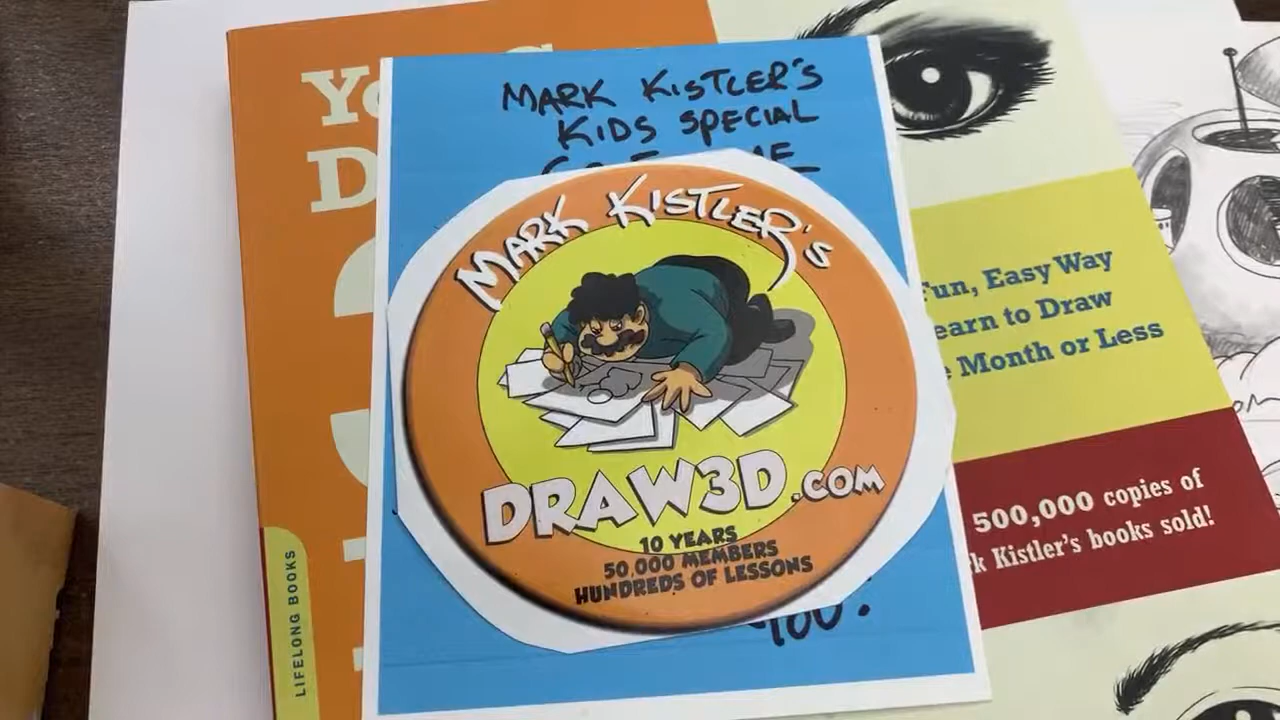 MARK KISTLER'S
KIDS SPECIAL
MARK KISTLER'S
DRAW3D.COM
10 YEARS
50,000 MEMBERS
HUNDREDS OF LESSONS
YOU!
Fun, Easy Way
earn to Draw
Month or Less
500,000 copies of
k Kistler's books sold!
LIFELONG BOOKS